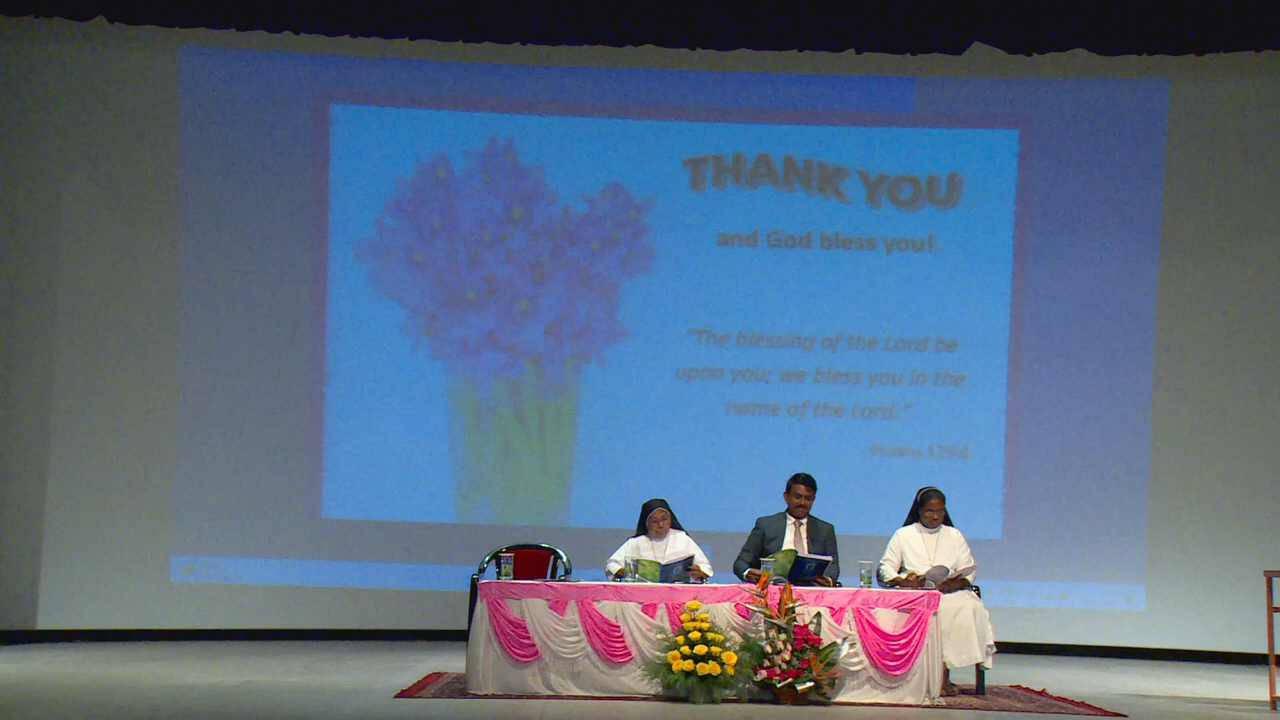 THANK YOU
and God bless you!
"The blessing of the Lord be
upon you; we bless you in the
name of the Lord."
Psalm